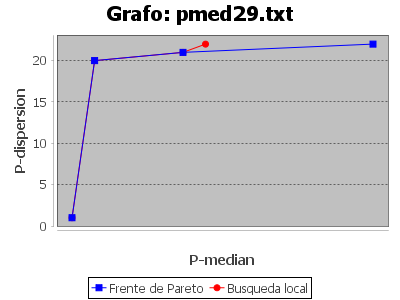 Grafo: pmed29.txt
P-dispersion
20
15
10
5
0
P-median
Frente de Pareto
Busqueda local